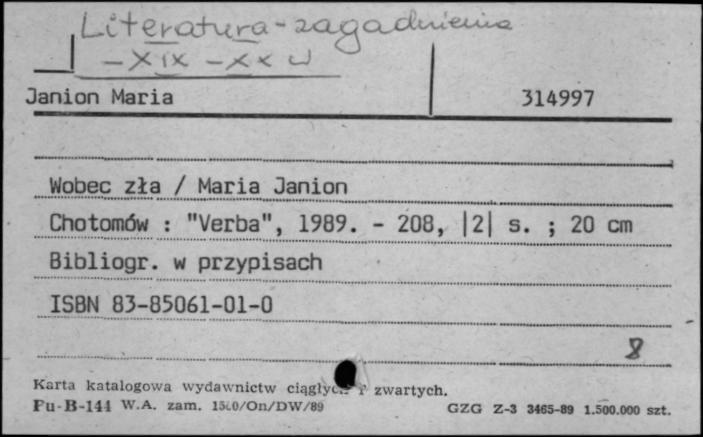 Literatura-zagadnienia
-XIX-XX w
Janion Maria 314997
Wobec zła / Maria Janion
Chotomów : "Verba", 1989. - 208, |2| s. ; 20 cm
Bibliogr. w przypisach
ISBN 83-85061-01-0
8
Karta katalogowa wydawnictw ciągłych i zwartych.
Pu-B-144 W.A. zam. /On/DW/89 GZG Z-3 3465-89 1.500.000 szt.